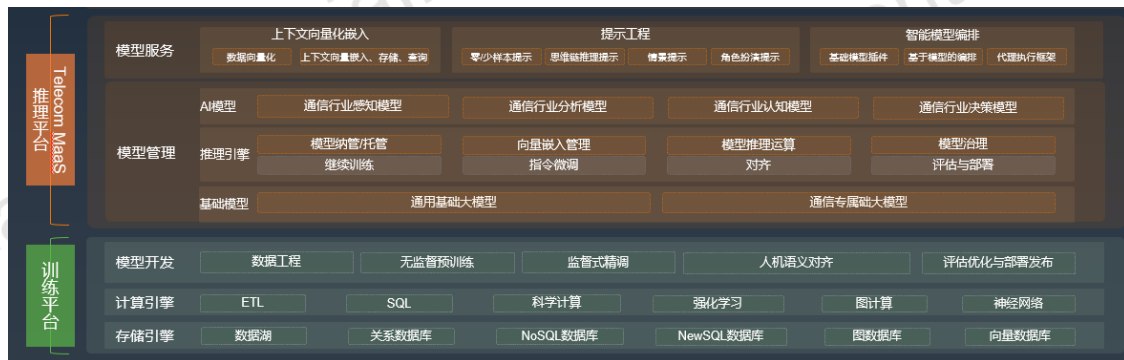 Telecom MaaS
推理平台
模型服务
上下文向量化嵌入
数据向量化 上下文向量嵌入、存储、查询
提示工程
零/少样本提示 思维链推理提示 情景提示 角色扮演提示
智能模型编排
基础模型插件 基于模型的编排 代理执行框架
模型管理
AI模型 通信行业感知模型 通信行业分析模型 通信行业认知模型 通信行业决策模型
推理引擎 模型纳管/托管 向量嵌入管理 模型推理运算 模型治理
继续训练 指令微调 对齐 评估与部署
基础模型 通用基础大模型 通信专属础大模型
训练平台
模型开发 数据工程 无监督预训练 监督式精调 人机语义对齐 评估优化与部署发布
计算引擎 ETL SQL 科学计算 强化学习 图计算 神经网络
存储引擎 数据湖 关系数据库 NoSQL数据库 NewSQL数据库 图数据库 向量数据库